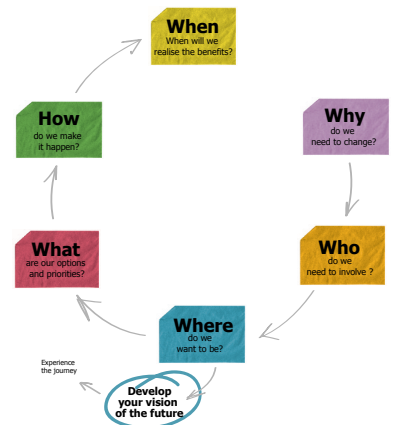 When
When will we
realise the benefits?
How
do we make
it happen?
Why
do we
need to change?
What
are our options
and priorities?
Who
do we
need to involve ?
Where
do we
want to be?
Experience
the journey
Develop
your vision
of the future